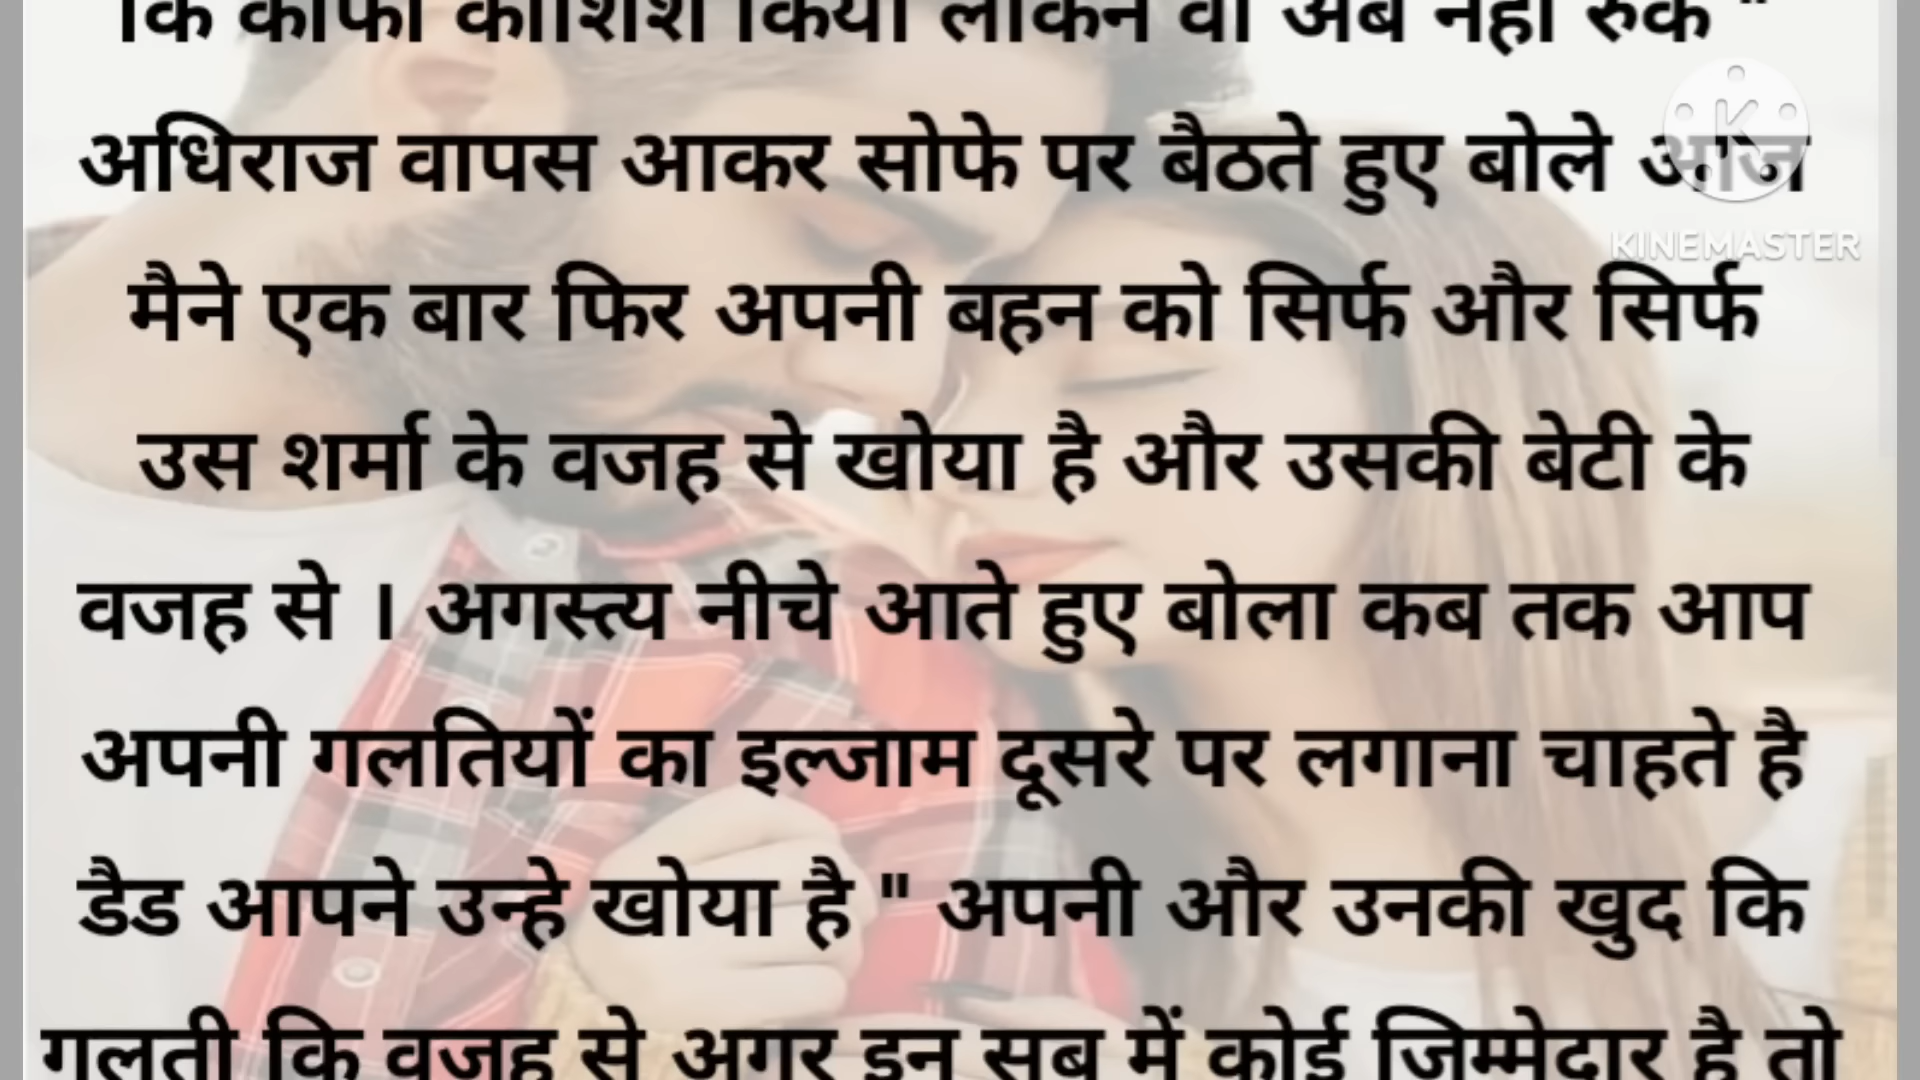 कि काफी कोशिश किया लेकिन वो अब नही रुके "
अधिराज वापस आकर सोफे पर बैठते हुए बोले आज
KINEMASTER
मैने एक बार फिर अपनी बहन को सिर्फ और सिर्फ
उस शर्मा के वजह से खोया है और उसकी बेटी के
वजह से । अगस्त्य नीचे आते हुए बोला कब तक आप
अपनी गलतियों का इल्जाम दूसरे पर लगाना चाहते है
डैड आपने उन्हे खोया है " अपनी और उनकी खुद कि
गलती कि वजह से अगर इन सब में कोई जिम्मेदार है तो